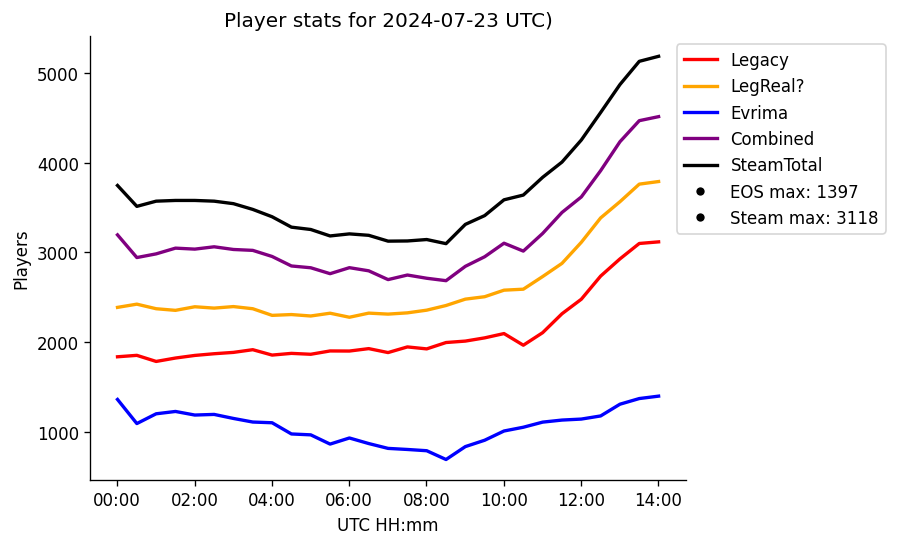 Player stats for 2024-07-23 UTC)
Legacy
LegReal?
Evrima
Combined
SteamTotal
EOS max: 1397
Steam max: 3118
Players
5000
4000
3000
2000
1000
00:00 02:00 04:00 06:00 08:00 10:00 12:00 14:00
UTC HH:mm